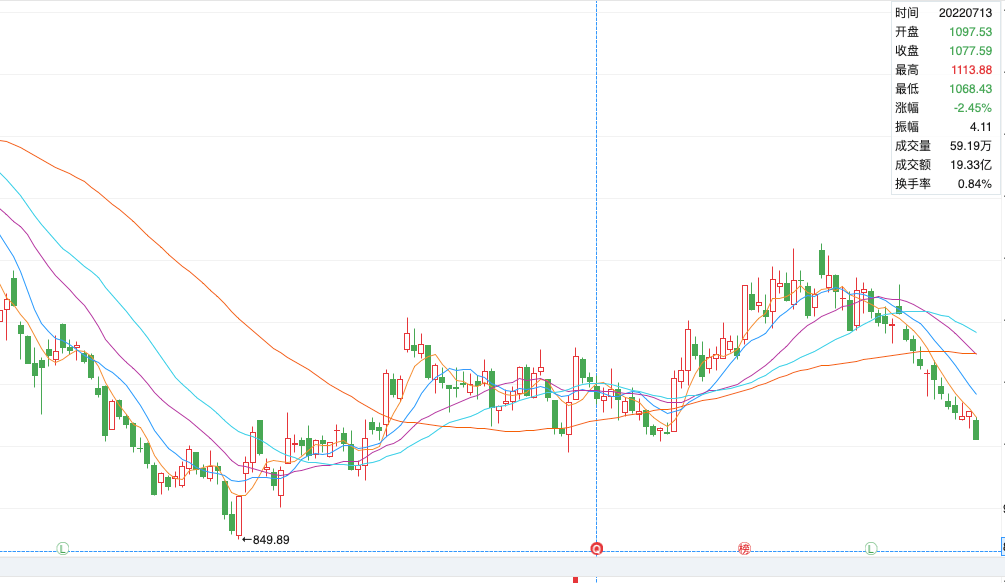 时间 20220713
开盘 1097.53
收盘 1077.59
最高 1113.88
最低 1068.43
涨幅 -2.45%
振幅 4.11
成交量 59.19万
成交额 19.33亿
换手率 0.84%
←849.89
L
Q
榜
L